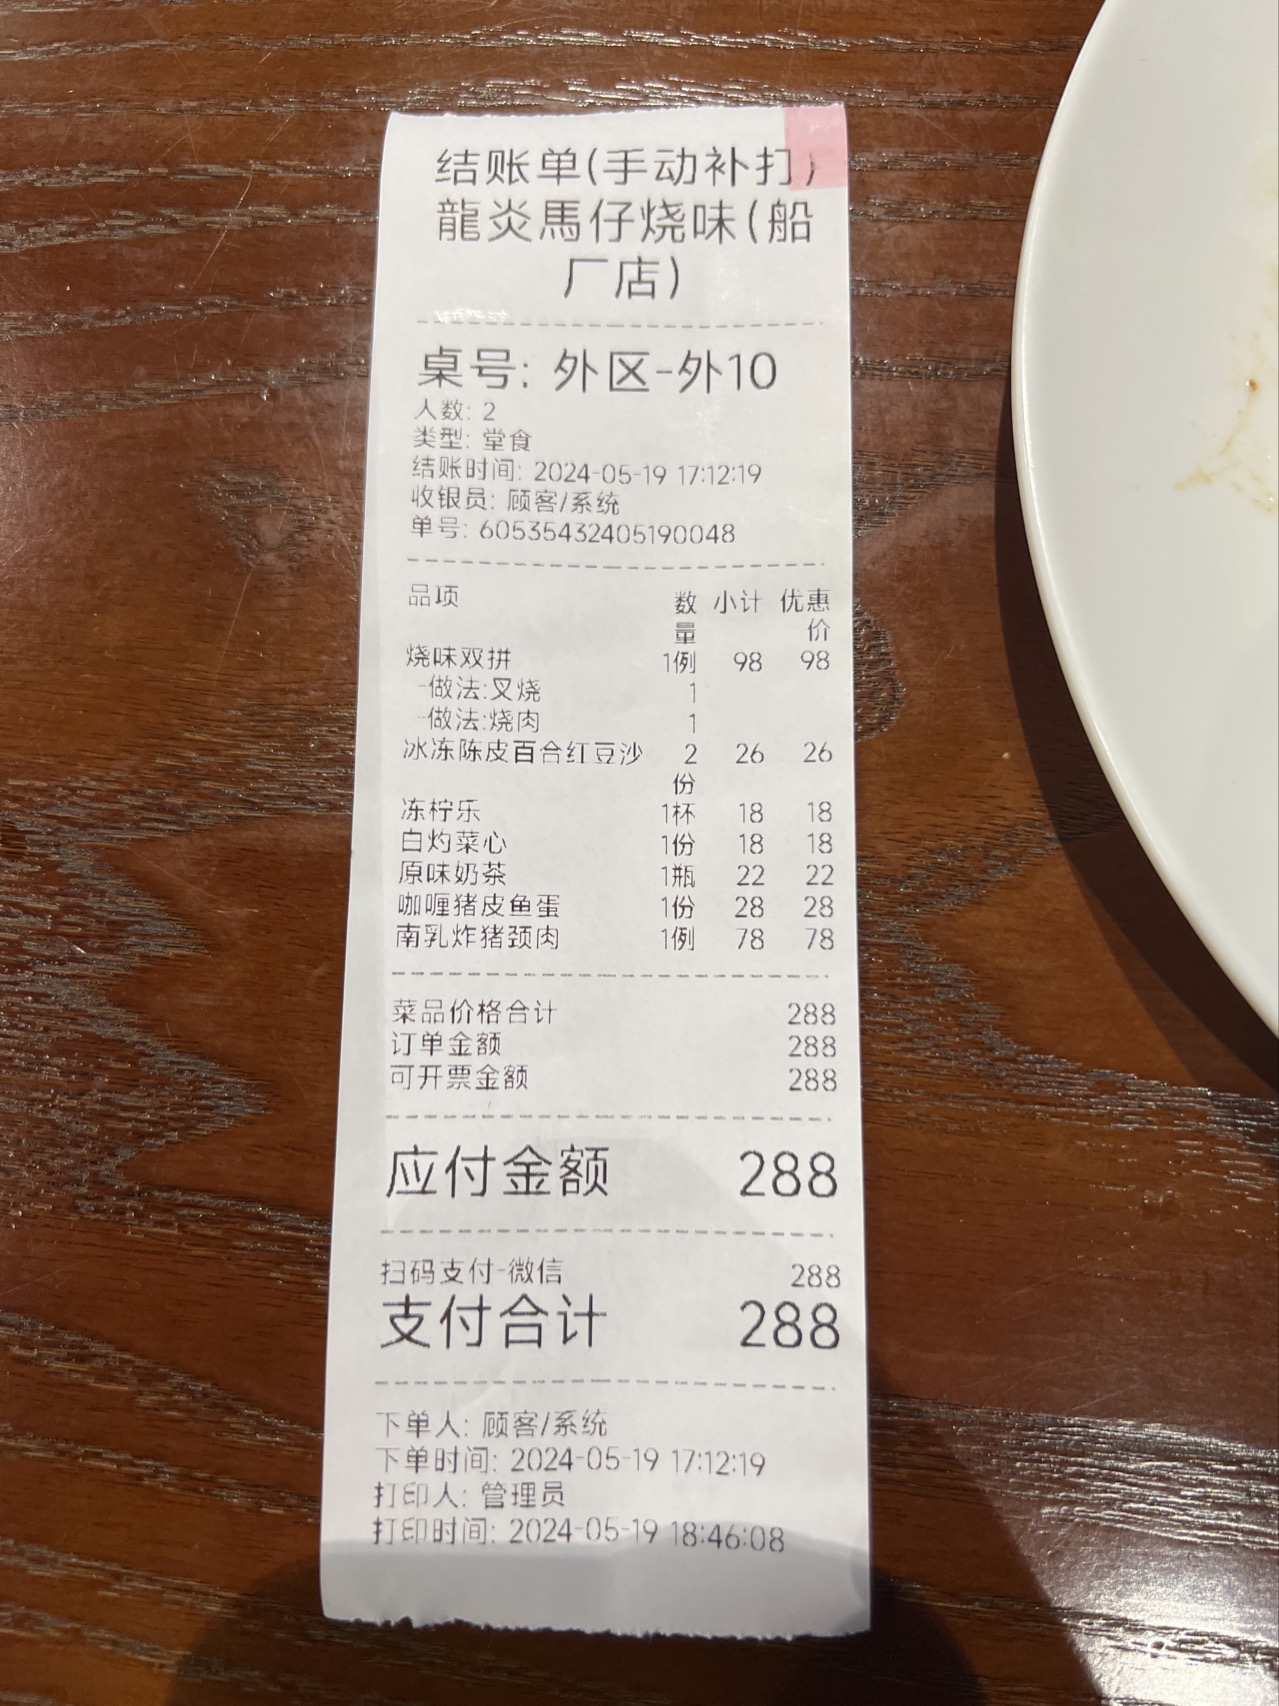 结账单(手动补打)
龍炎馬仔烧味(船
厂店)
桌号: 外区-外10
人数: 2
类型: 堂食
结账时间: 2024-05-19 17:12:19
收银员: 顾客/系统
单号: 605354432405190048
品项 数 小计 优惠
量 价
烧味双拼 1例 98 98
-做法:叉烧 1
-做法:烧肉 1
冰冻陈皮百合红豆沙 2 26 26
份
冻柠乐 1杯 18 18
白灼菜心 1份 18 18
原味奶茶 1瓶 22 22
咖喱猪皮鱼蛋 1份 28 28
南乳炸猪颈肉 1例 78 78
菜品价格合计 288
订单金额 288
可开票金额 288
应付金额 288
扫码支付-微信 288
支付合计 288
下单人: 顾客/系统
下单时间: 2024-05-19 17:12:19
打印人: 管理员
打印时间: 2024-05-19 18:46:08